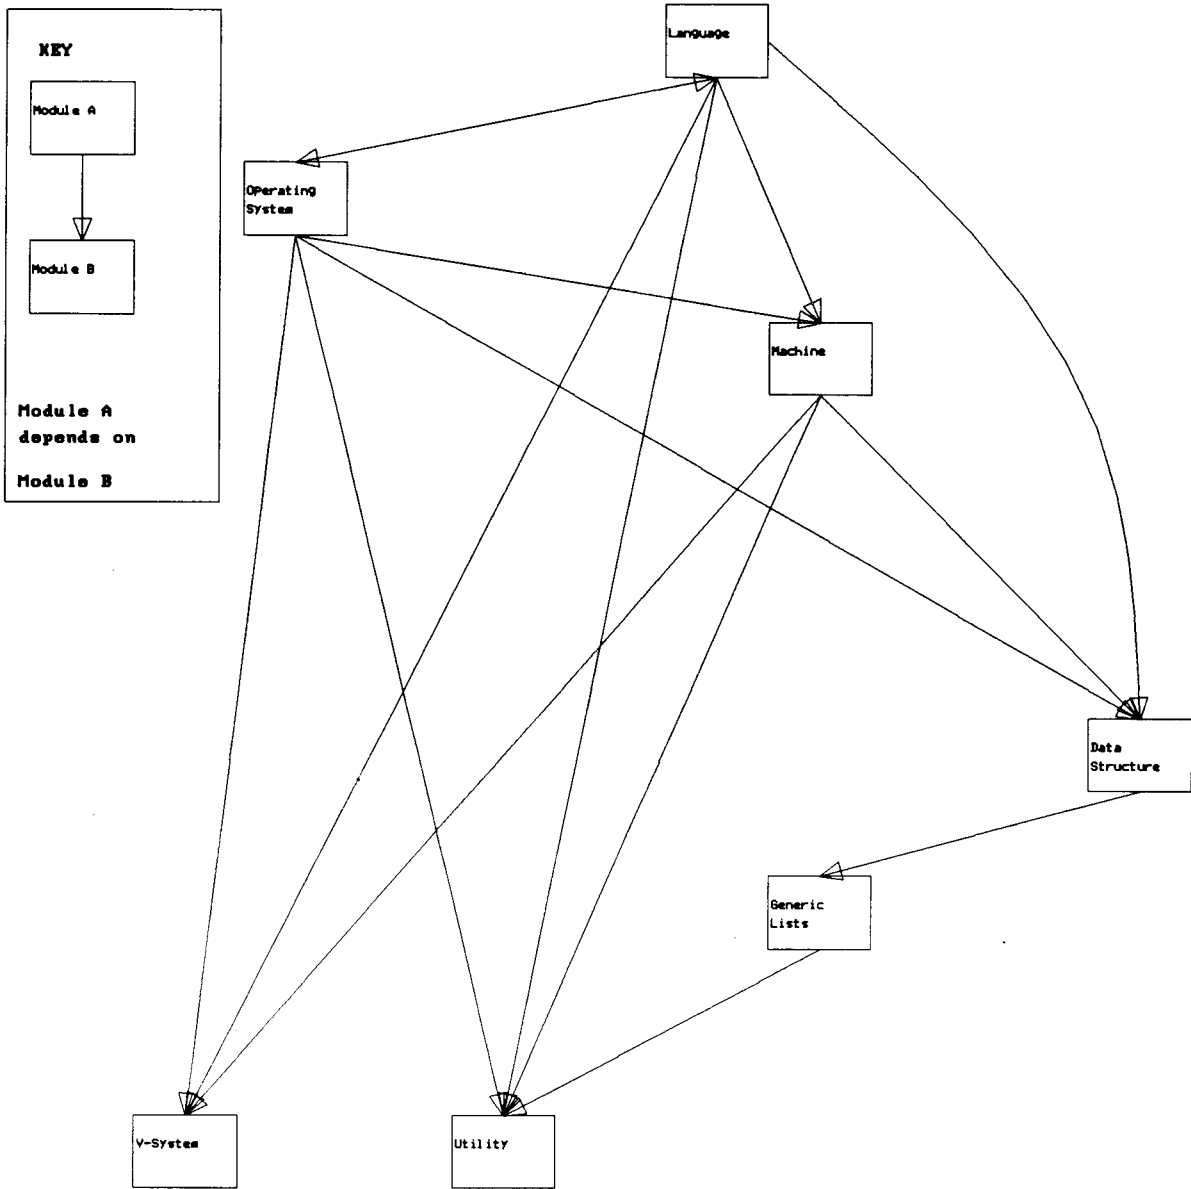 KEY
Module A
Module B
Module A
depends on
Module B
Language
OPerating
System
Machine
Data
Structure
Generic
Lists
V-System
Utility